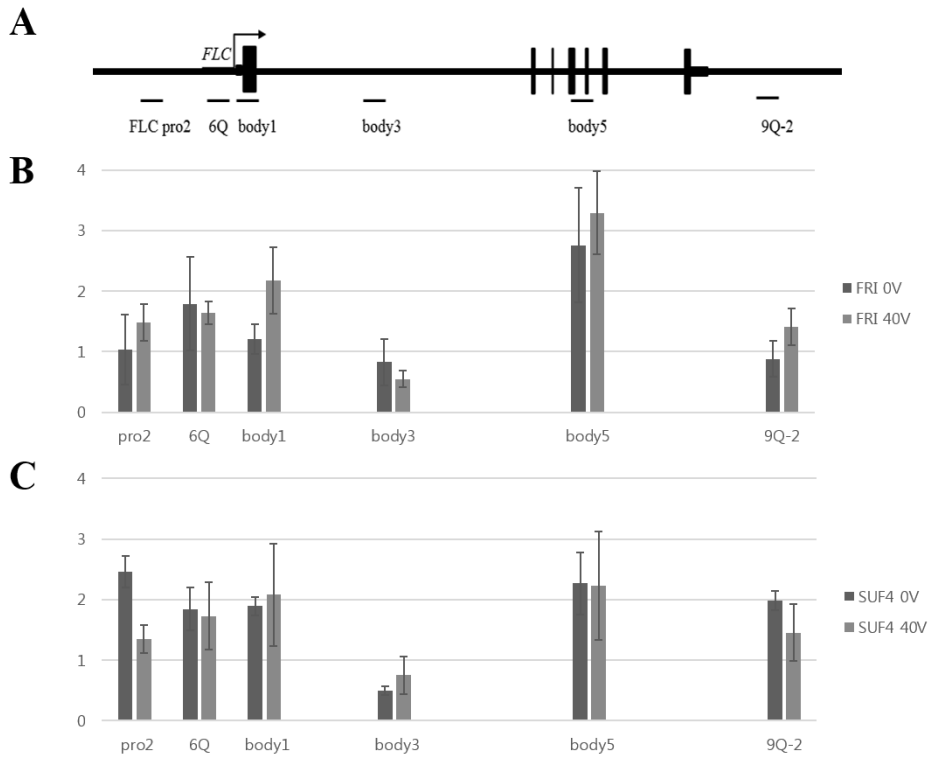 A
FLC
FLC pro2 6Q body1 body3 body5 9Q-2
B
4
3
2
1
0
pro2 6Q body1 body3 body5 9Q-2
FRI 0V
FRI 40V
C
4
3
2
1
0
pro2 6Q body1 body3 body5 9Q-2
SUF4 0V
SUF4 40V